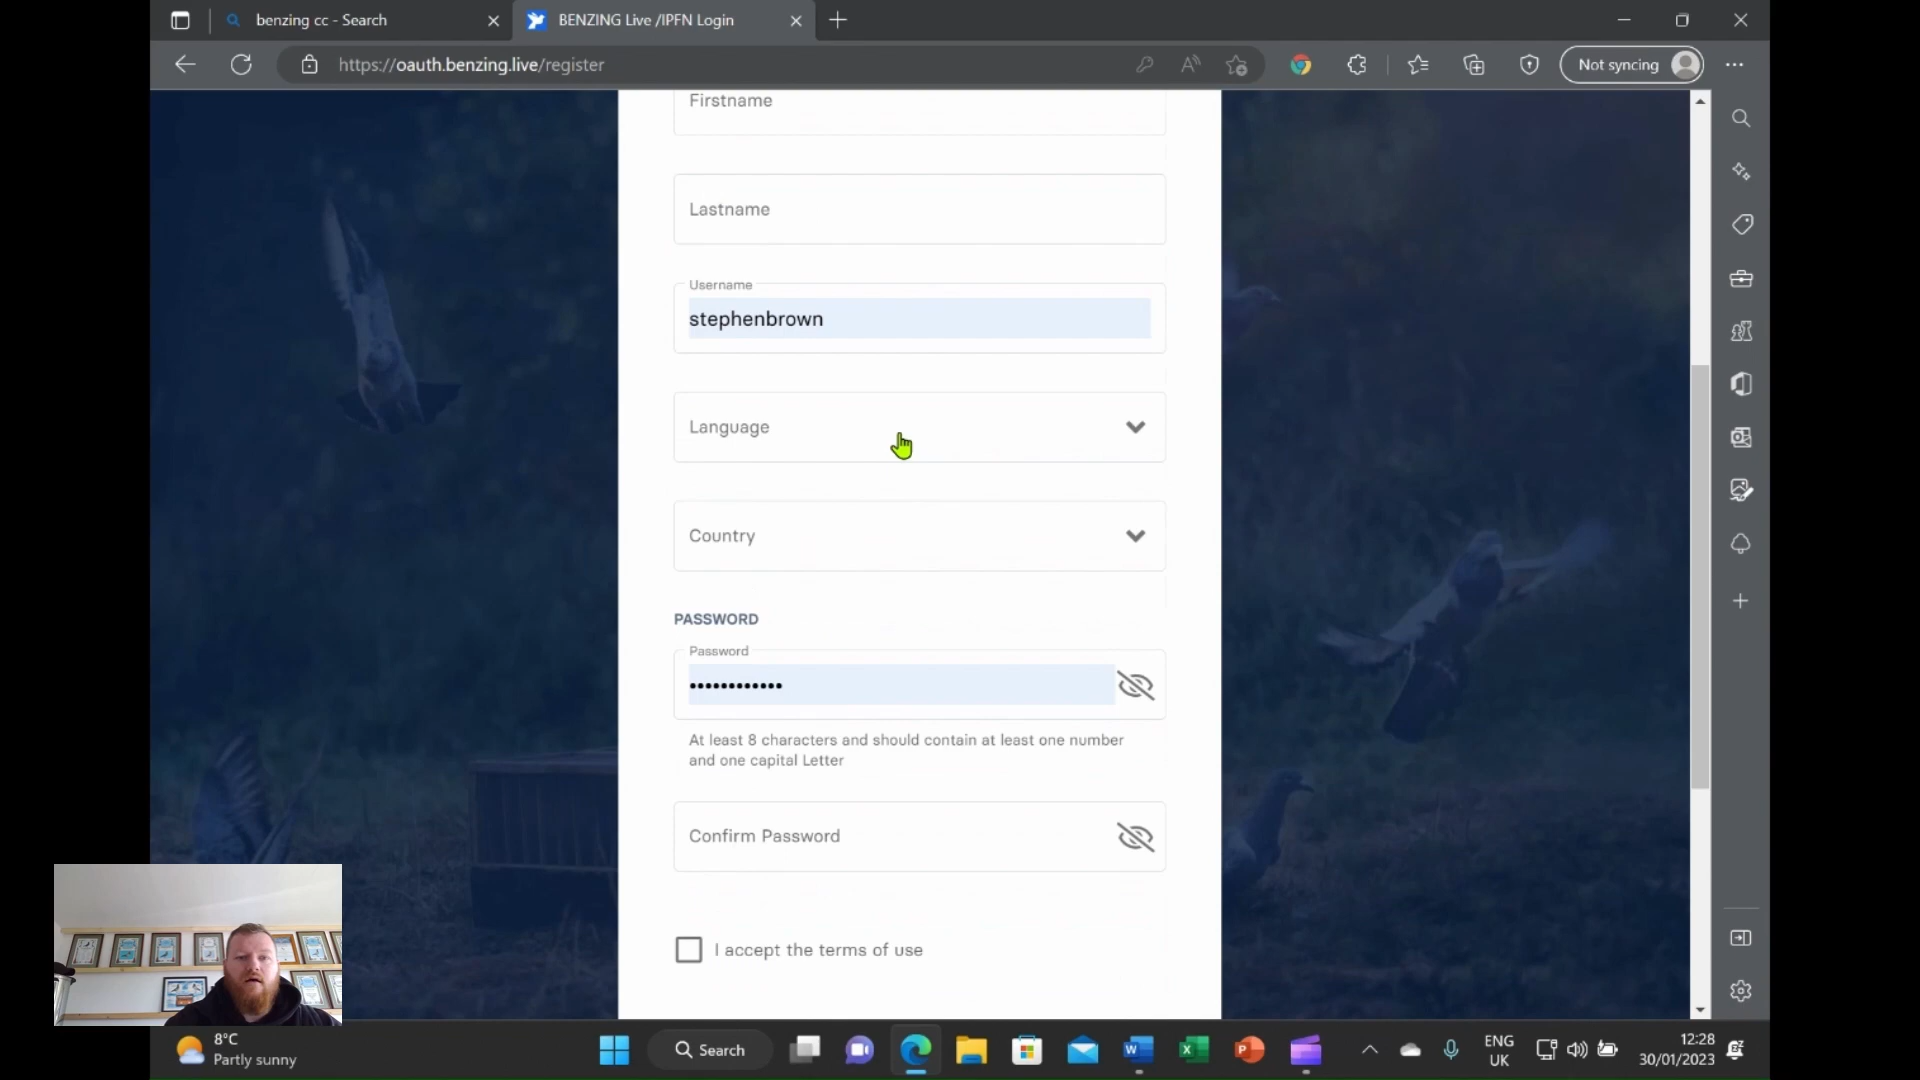 benzing cc - Search
BENZING Live /IPFN Login
https://oauth.benzing.live/register
Not syncing
Firstname
Lastname
Username
stephenbrown
Language
Country
PASSWORD
Password
••••••••••••
At least 8 characters and should contain at least one number
and one capital Letter
Confirm Password
I accept the terms of use
8°C
Partly sunny
Search
ENG
UK
12:28
30/01/2023